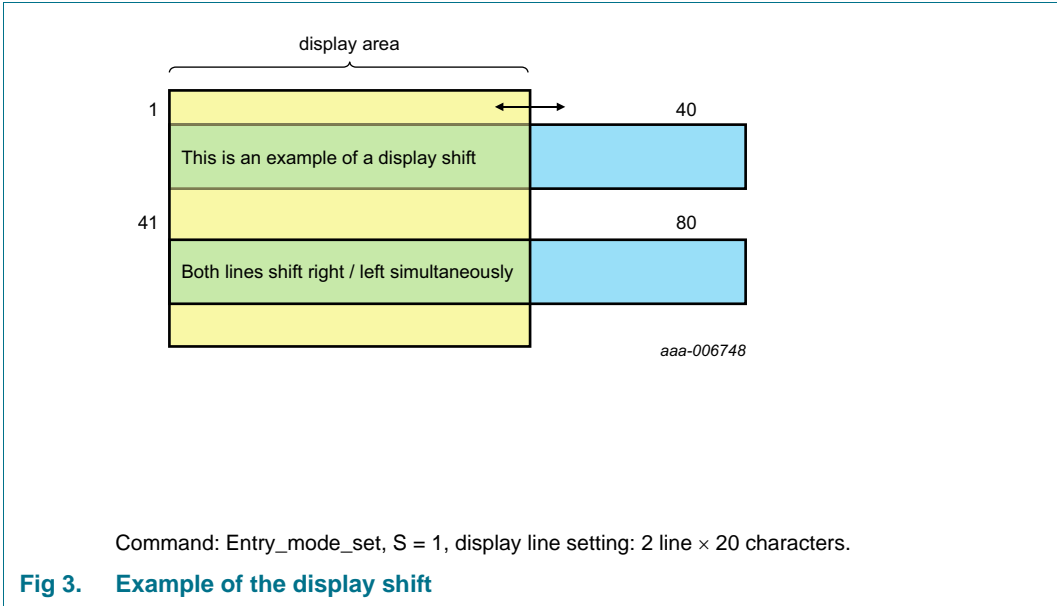 display area
1
40
This is an example of a display shift
41
80
Both lines shift right / left simultaneously
aaa-006748
Command: Entry_mode_set, S = 1, display line setting: 2 line × 20 characters.
Fig 3. Example of the display shift